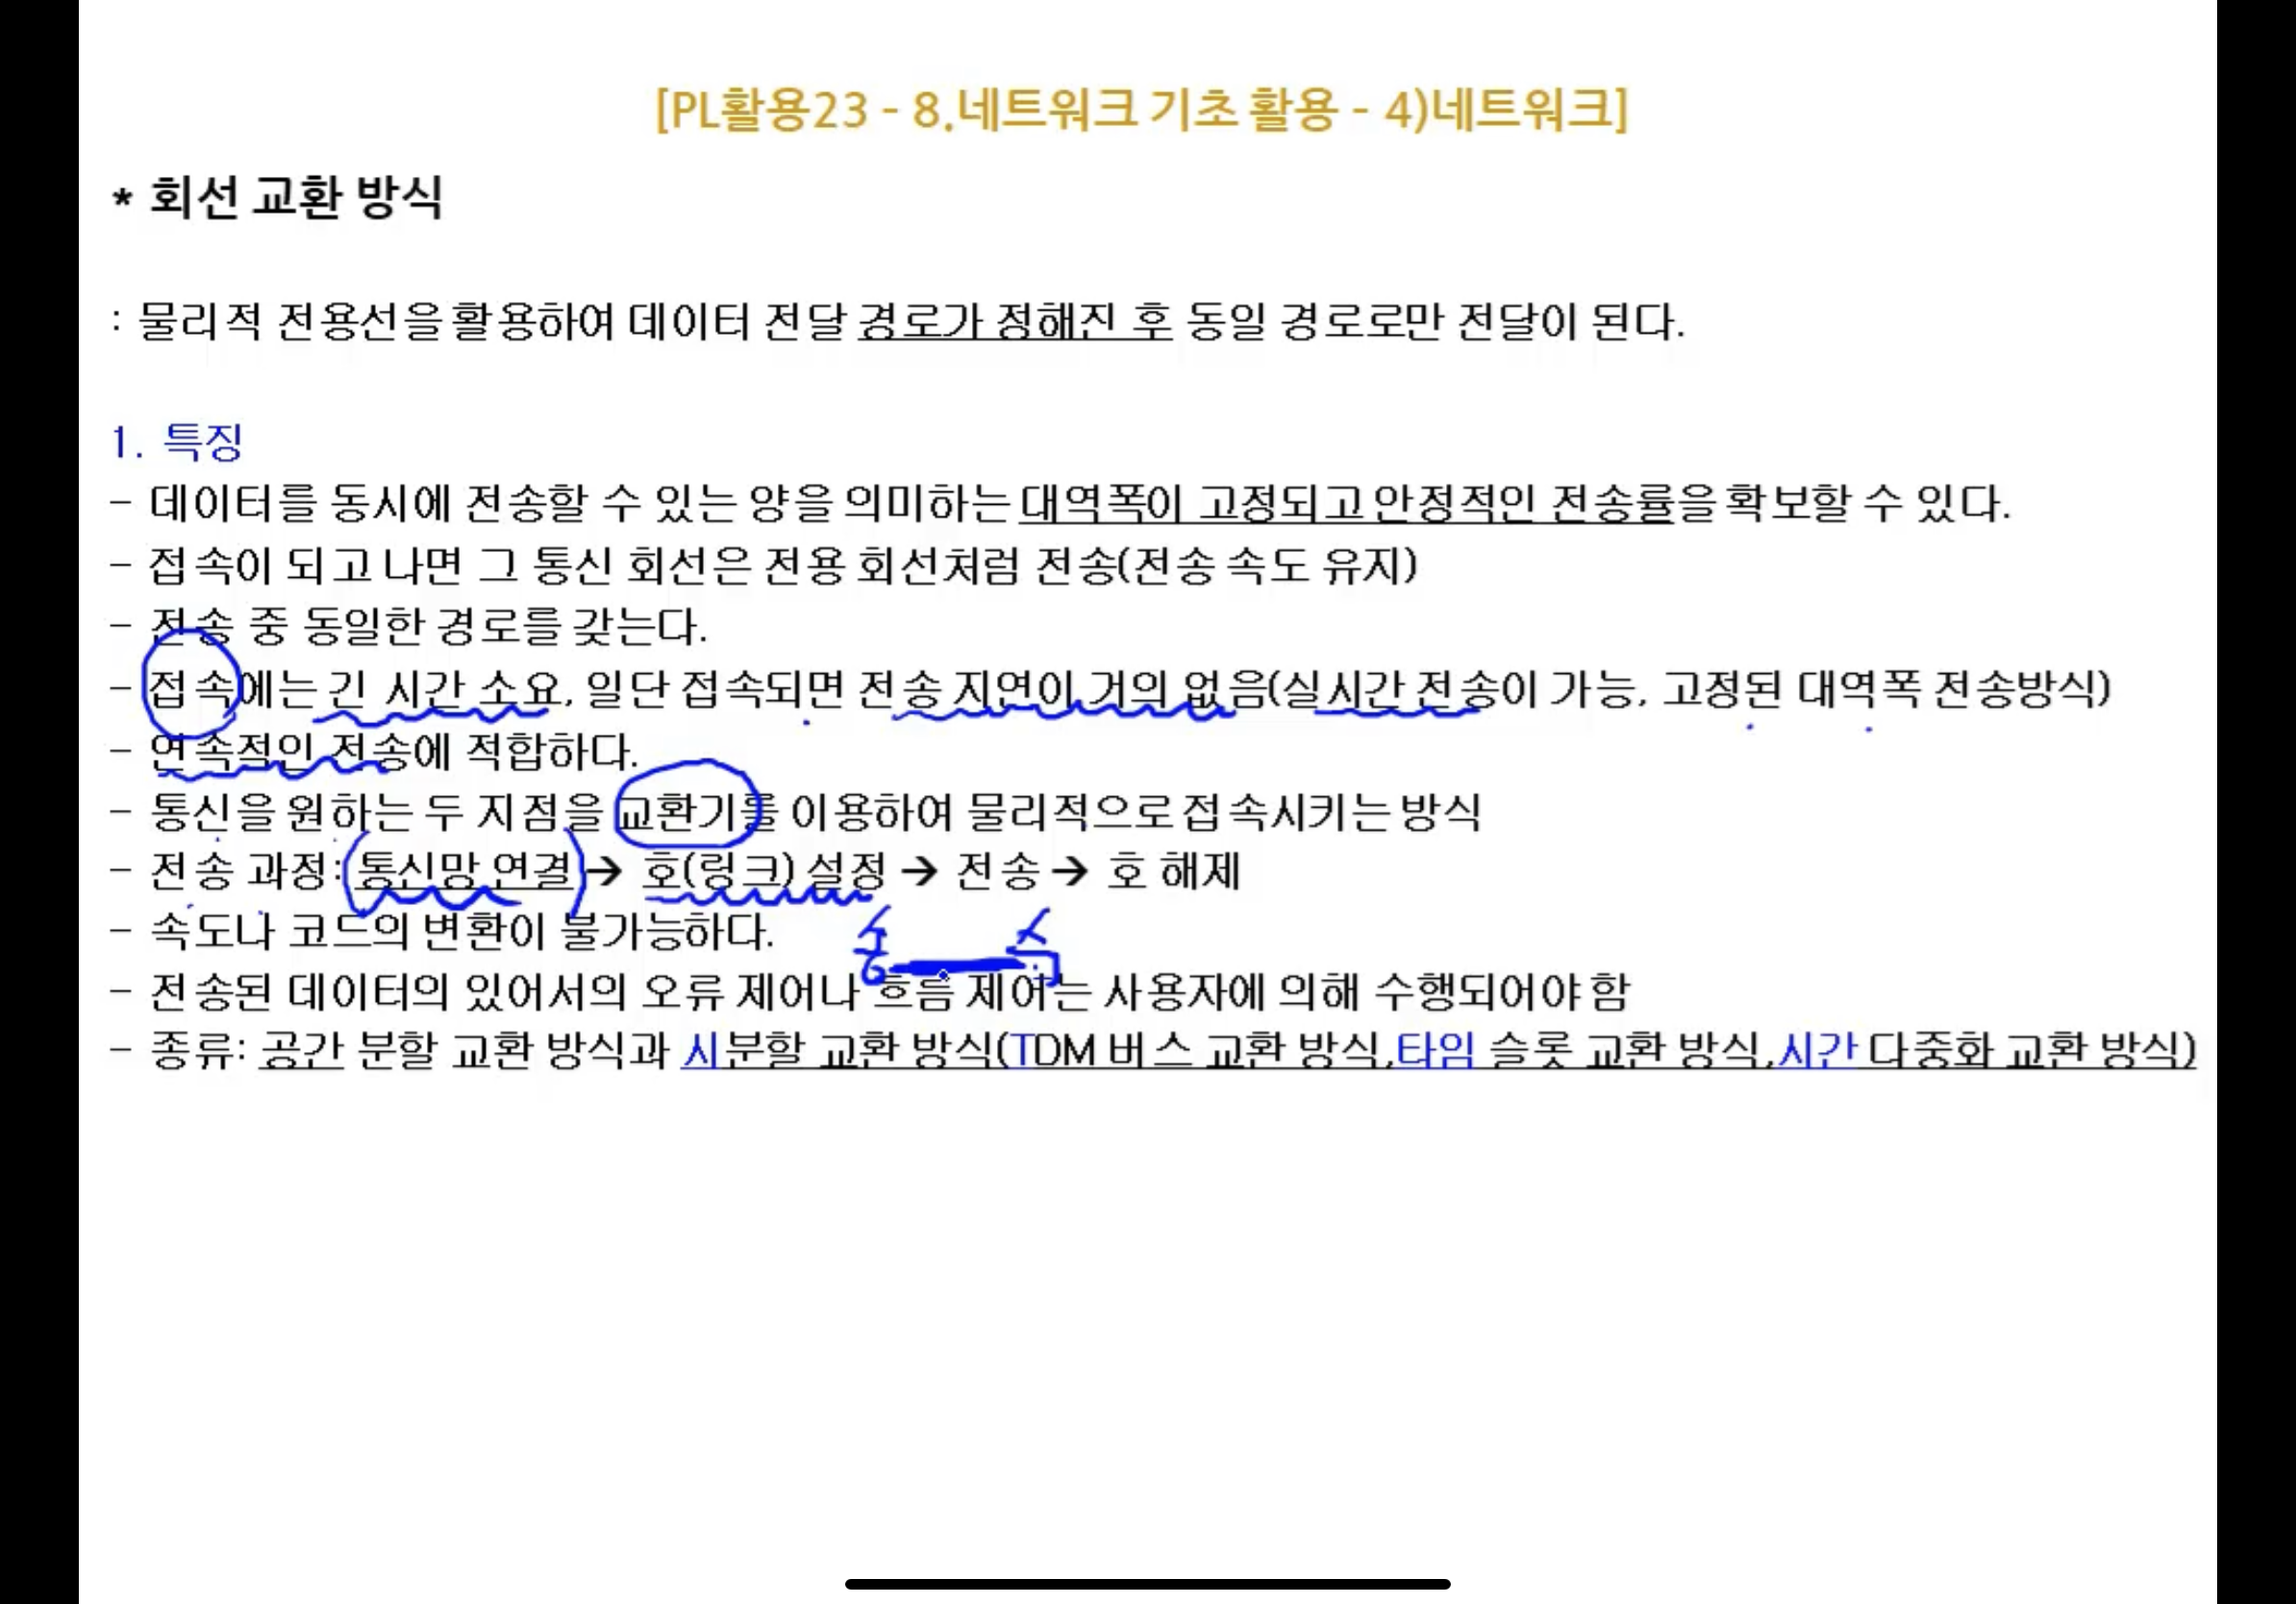 [PL활용23 - 8.네트워크 기초 활용 - 4)네트워크]
* 회선 교환 방식
: 물리적 전용선을 활용하여 데이터 전달 경로가 정해진 후 동일 경로로만 전달이 된다.
1. 특징
- 데이터를 동시에 전송할 수 있는 양을 의미하는 대역폭이 고정되고 안정적인 전송률을 확보할 수 있다.
- 접속이 되고 나면 그 통신 회선은 전용 회선처럼 전송(전송 속도 유지)
- 전송 중 동일한 경로를 갖는다.
- 접속에는 긴 시간 소요, 일단 접속되면 전송 지연이 거의 없음(실시간 전송이 가능, 고정된 대역폭 전송방식)
- 연속적인 전송에 적합하다.
- 통신을 원하는 두 지점을 교환기를 이용하여 물리적으로 접속시키는 방식
- 전송 과정: 통신망 연결 → 호(링크) 설정 → 전송 → 호 해제
- 속도나 코드의 변환이 불가능하다.
- 전송된 데이터의 있어서의 오류 제어나 흐름 제어는 사용자에 의해 수행되어야 함
- 종류: 공간 분할 교환 방식과 시분할 교환 방식(TDM 버스 교환 방식,타임 슬롯 교환 방식,시간 다중화 교환 방식)